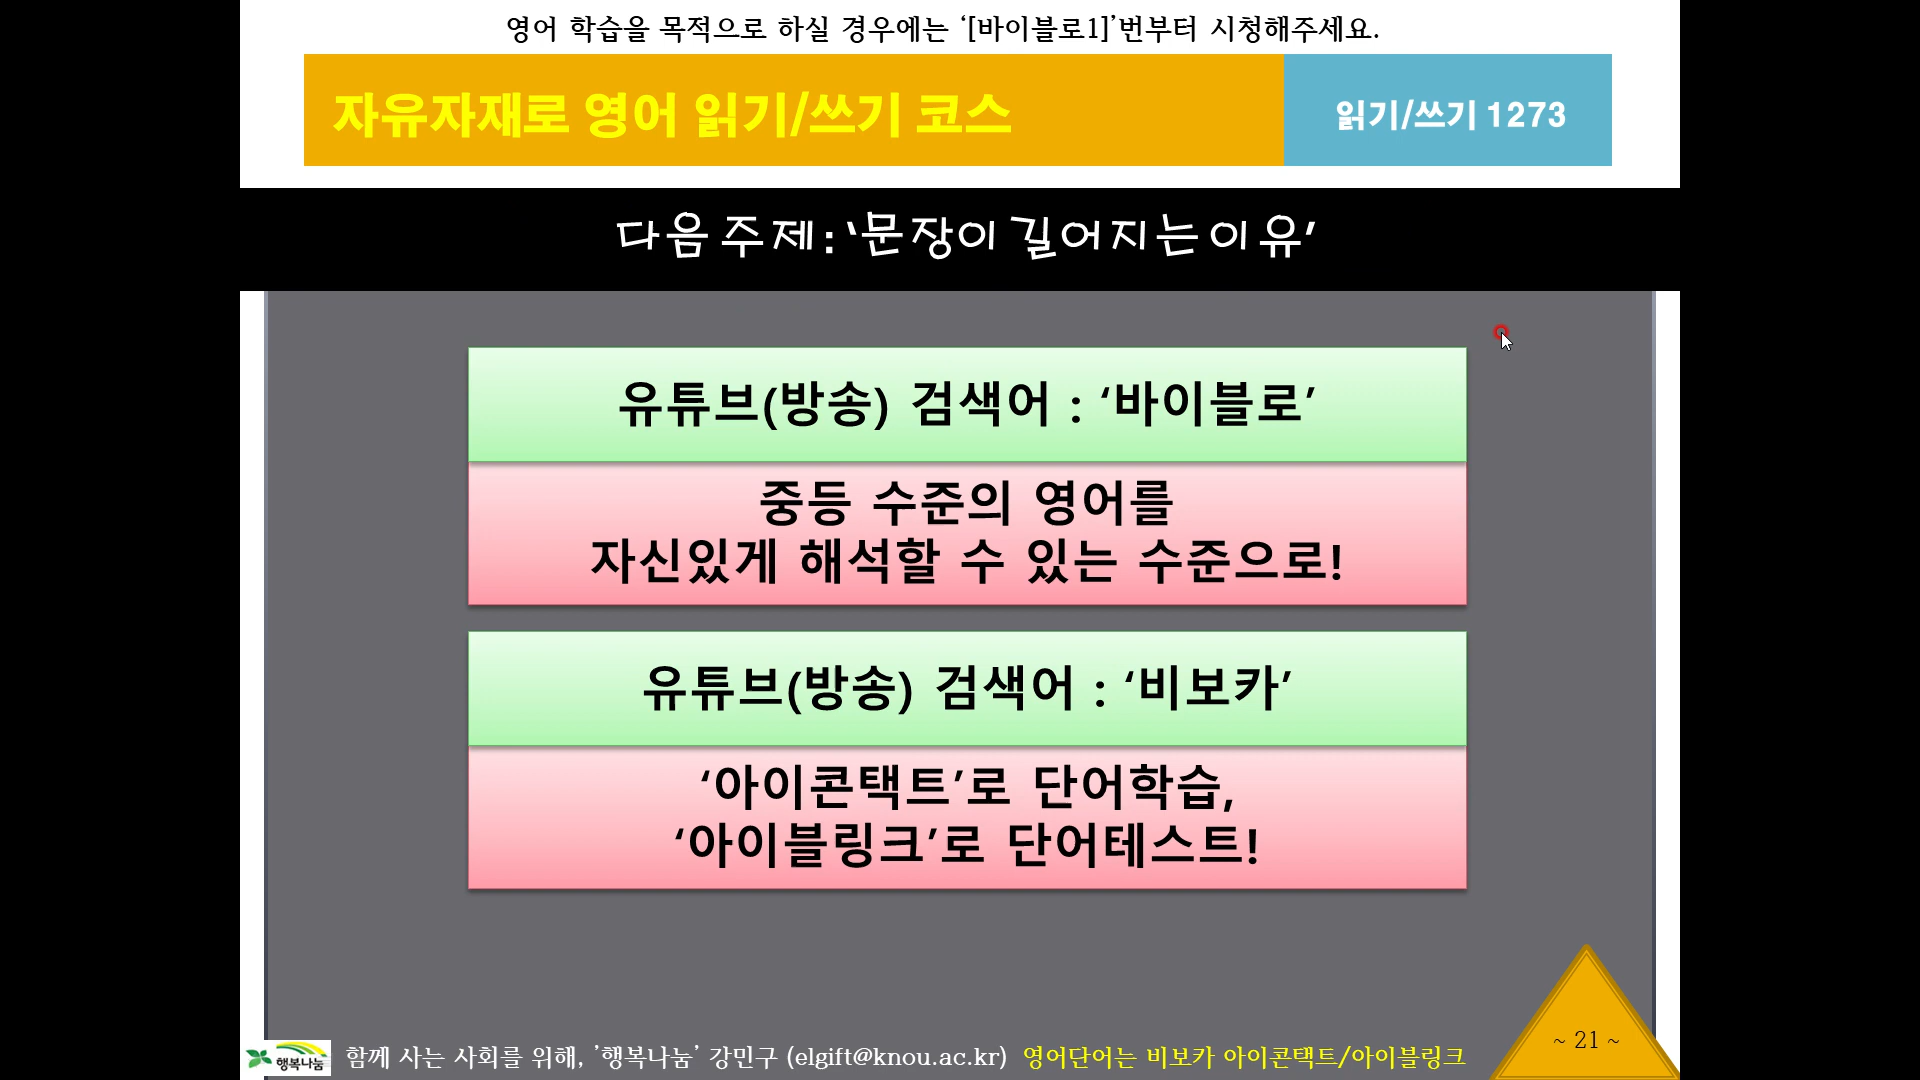 영어 학습을 목적으로 하실 경우에는 ‘[바이블로1]’번부터 시청해주세요.
자유자재로 영어 읽기/쓰기 코스
읽기/쓰기 1273
다음 주제 : ‘문장이 길어지는 이유’
유튜브(방송) 검색어 : ‘바이블로’
중등 수준의 영어를
자신있게 해석할 수 있는 수준으로!
유튜브(방송) 검색어 : ‘비보카’
‘아이콘택트’로 단어학습,
‘아이블링크’로 단어테스트!
~ 21 ~
행복나눔
함께 사는 사회를 위해, ’행복나눔’ 강민구 (elgift@knou.ac.kr) 영어단어는 비보카 아이콘택트/아이블링크